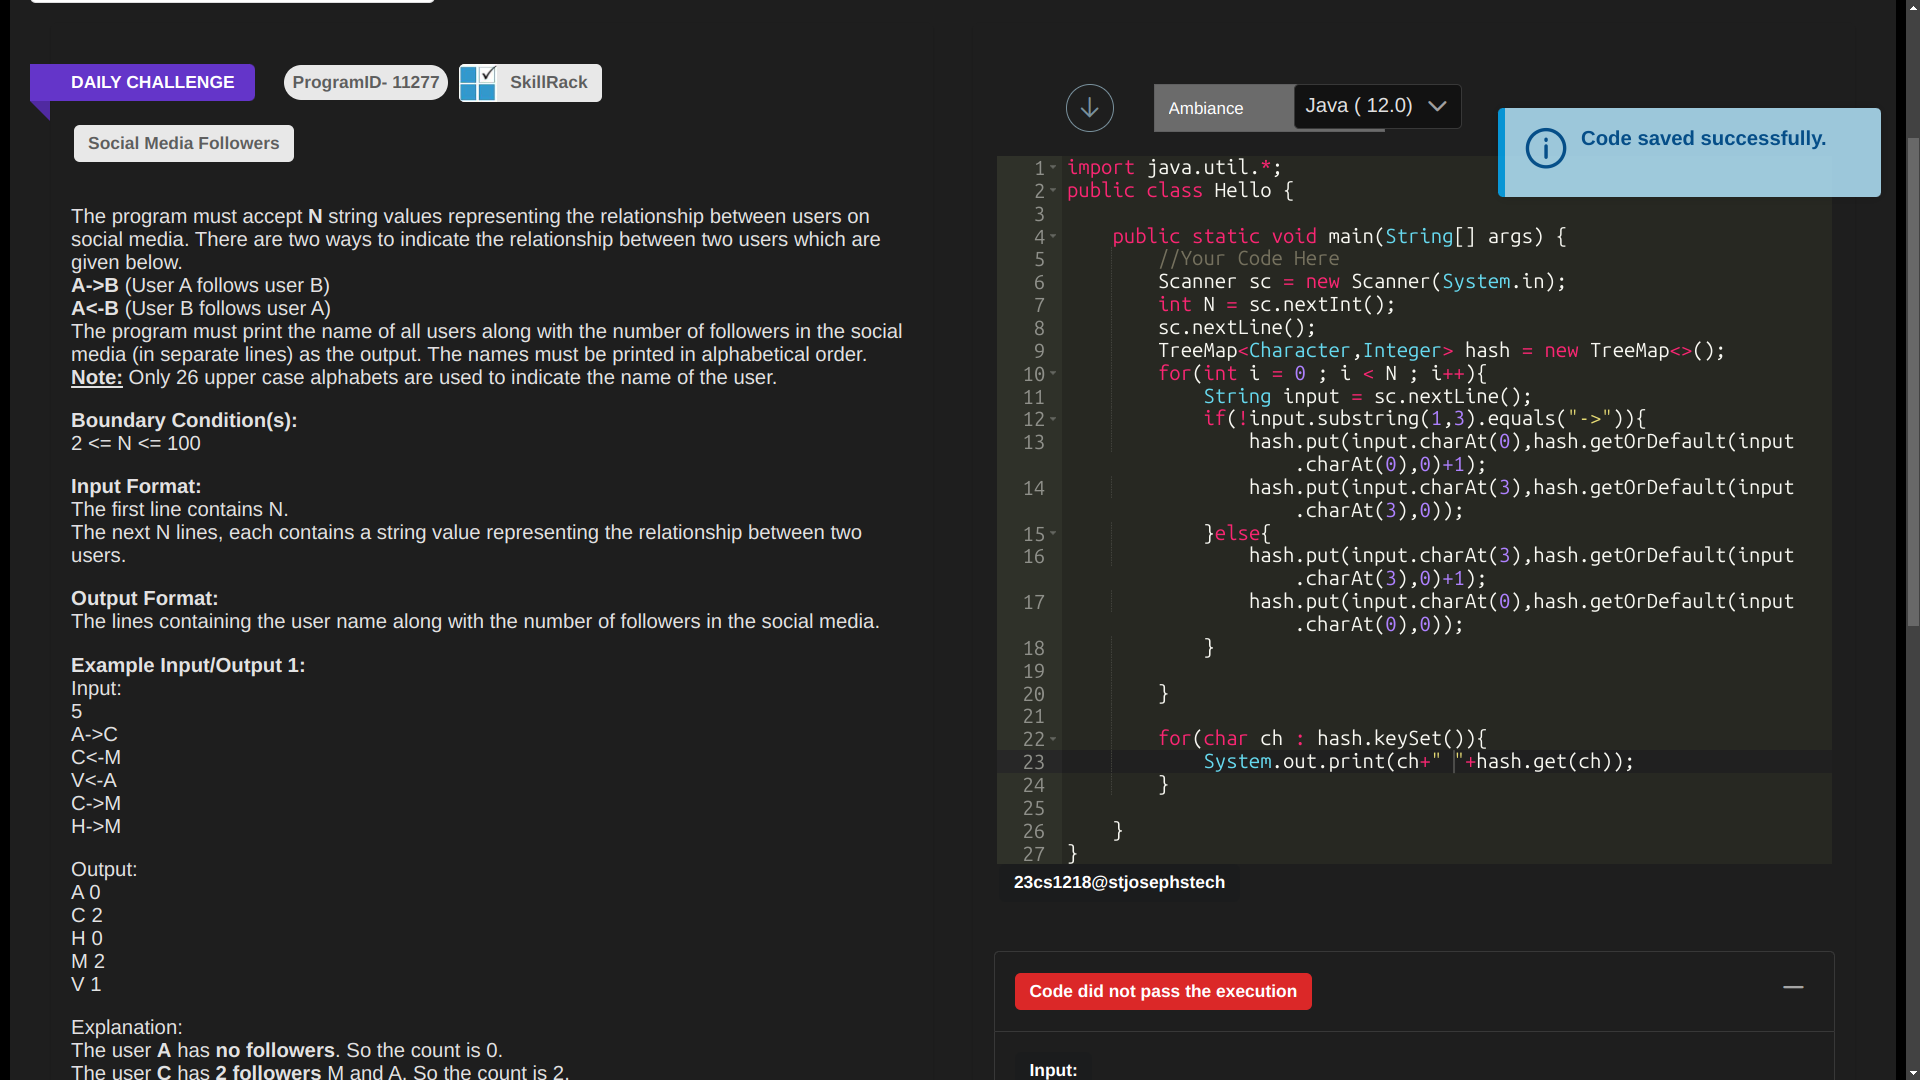 DAILY CHALLENGE
ProgramID- 11277
SkillRack
Social Media Followers
The program must accept N string values representing the relationship between users on
social media. There are two ways to indicate the relationship between two users which are
given below.
A->B (User A follows user B)
A<-B (User B follows user A)
The program must print the name of all users along with the number of followers in the social
media (in separate lines) as the output. The names must be printed in alphabetical order.
Note: Only 26 upper case alphabets are used to indicate the name of the user.
Boundary Condition(s):
2 <= N <= 100
Input Format:
The first line contains N.
The next N lines, each contains a string value representing the relationship between two
users.
Output Format:
The lines containing the user name along with the number of followers in the social media.
Example Input/Output 1:
Input:
5
A->C
C<-M
V<-A
C->M
H->M
Output:
A 0
C 2
H 0
M 2
V 1
Explanation:
The user A has no followers. So the count is 0.
The user C has 2 followers M and A. So the count is 2.
Ambiance
Java ( 12.0)
Code saved successfully.
1 import java.util.*;
2 public class Hello {
3
4 public static void main(String[] args) {
5 //Your Code Here
6 Scanner sc = new Scanner(System.in);
7 int N = sc.nextInt();
8 sc.nextLine();
9 TreeMap<Character,Integer> hash = new TreeMap<>();
10 for(int i = 0 ; i < N ; i++){
11 String input = sc.nextLine();
12 if(!input.substring(1,3).equals("->")){
13 hash.put(input.charAt(0),hash.getOrDefault(input
.charAt(0),0)+1);
14 hash.put(input.charAt(3),hash.getOrDefault(input
.charAt(3),0));
15 }else{
16 hash.put(input.charAt(3),hash.getOrDefault(input
.charAt(3),0)+1);
17 hash.put(input.charAt(0),hash.getOrDefault(input
.charAt(0),0));
18 }
19
20 }
21
22 for(char ch : hash.keySet()){
23 System.out.print(ch+" "+hash.get(ch));
24 }
25
26 }
27 }
23cs1218@stjosephstech
Code did not pass the execution
Input: